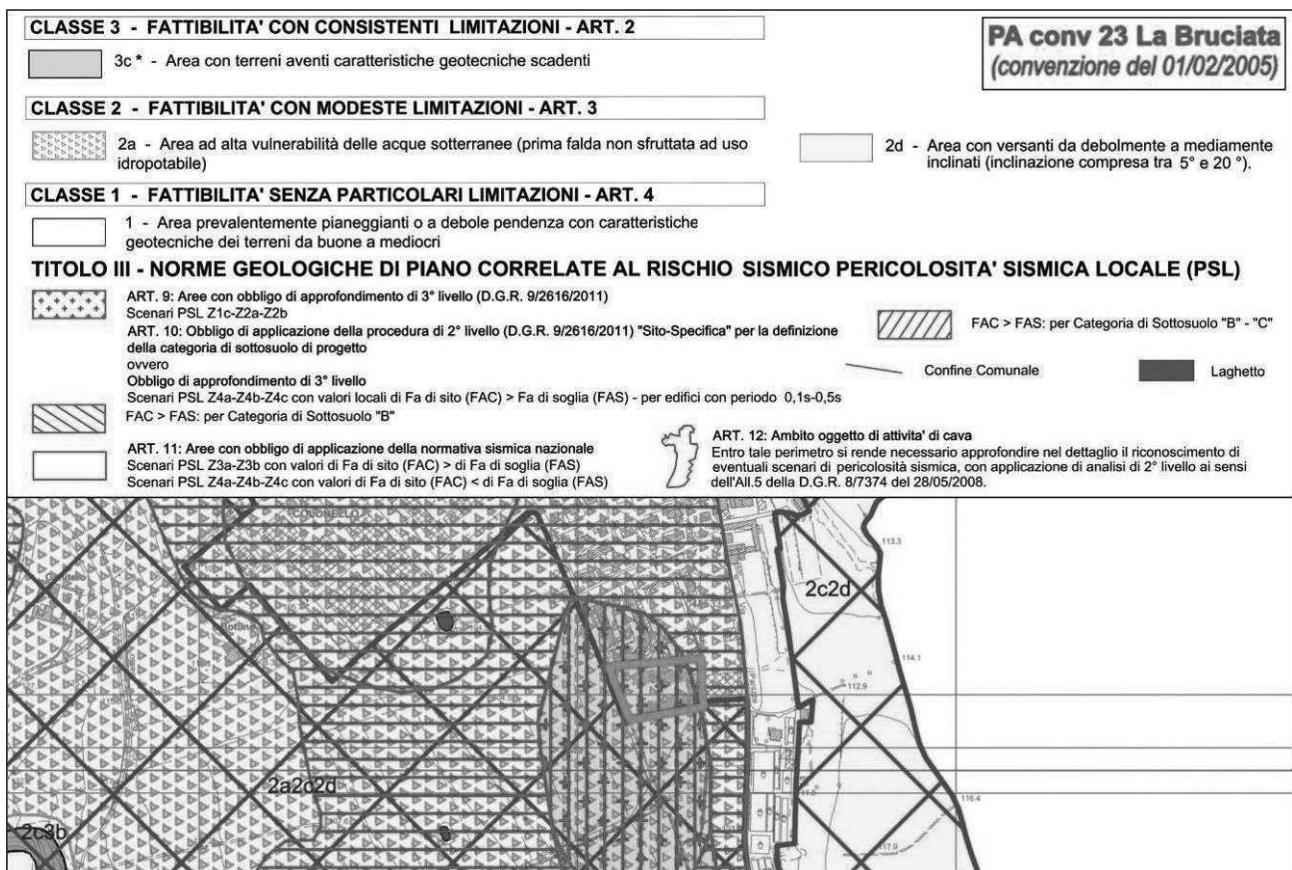 CLASSE 3 - FATTIBILITA' CON CONSISTENTI LIMITAZIONI - ART. 2
PA conv 23 La Bruciata
(convenzione del 01/02/2005)
3c * - Area con terreni aventi caratteristiche geotecniche scadenti
CLASSE 2 - FATTIBILITA' CON MODESTE LIMITAZIONI - ART. 3
2a - Area ad alta vulnerabilità delle acque sotterranee (prima falda non sfruttata ad uso
idropotabile)
2d - Area con versanti da debolmente a mediamente
inclinati (inclinazione compresa tra 5° e 20 °).
CLASSE 1 - FATTIBILITA' SENZA PARTICOLARI LIMITAZIONI - ART. 4
1 - Area prevalentemente pianeggianti o a debole pendenza con caratteristiche
geotecniche dei terreni da buone a mediocri
TITOLO III - NORME GEOLOGICHE DI PIANO CORRELATE AL RISCHIO SISMICO PERICOLOSITA' SISMICA LOCALE (PSL)
ART. 9: Aree con obbligo di approfondimento di 3° livello (D.G.R. 9/2616/2011)
Scenari PSL Z1c-Z2a-Z2b
ART. 10: Obbligo di applicazione della procedura di 2° livello (D.G.R. 9/2616/2011) "Sito-Specifica" per la definizione
della categoria di sottosuolo di progetto
ovvero
Obbligo di approfondimento di 3° livello
Scenari PSL Z4a-Z4b-Z4c con valori locali di Fa di sito (FAC) > Fa di soglia (FAS) - per edifici con periodo 0,1s-0,5s
FAC > FAS: per Categoria di Sottosuolo "B"
FAC > FAS: per Categoria di Sottosuolo "B" - "C"
Confine Comunale
Laghetto
ART. 11: Aree con obbligo di applicazione della normativa sismica nazionale
Scenari PSL Z3a-Z3b con valori di Fa di sito (FAC) > di Fa di soglia (FAS)
Scenari PSL Z4a-Z4b-Z4c con valori di Fa di sito (FAC) < di Fa di soglia (FAS)
ART. 12: Ambito oggetto di attivita' di cava
Entro tale perimetro si rende necessario approfondire nel dettaglio il riconoscimento di
eventuali scenari di pericolosità sismica, con applicazione di analisi di 2° livello ai sensi
dell'All.5 della D.G.R. 8/7374 del 28/05/2008.
COLONELLO
113.3
2c2d
114.1
112.9
2a2c2d
116.4
2c3b
117.9